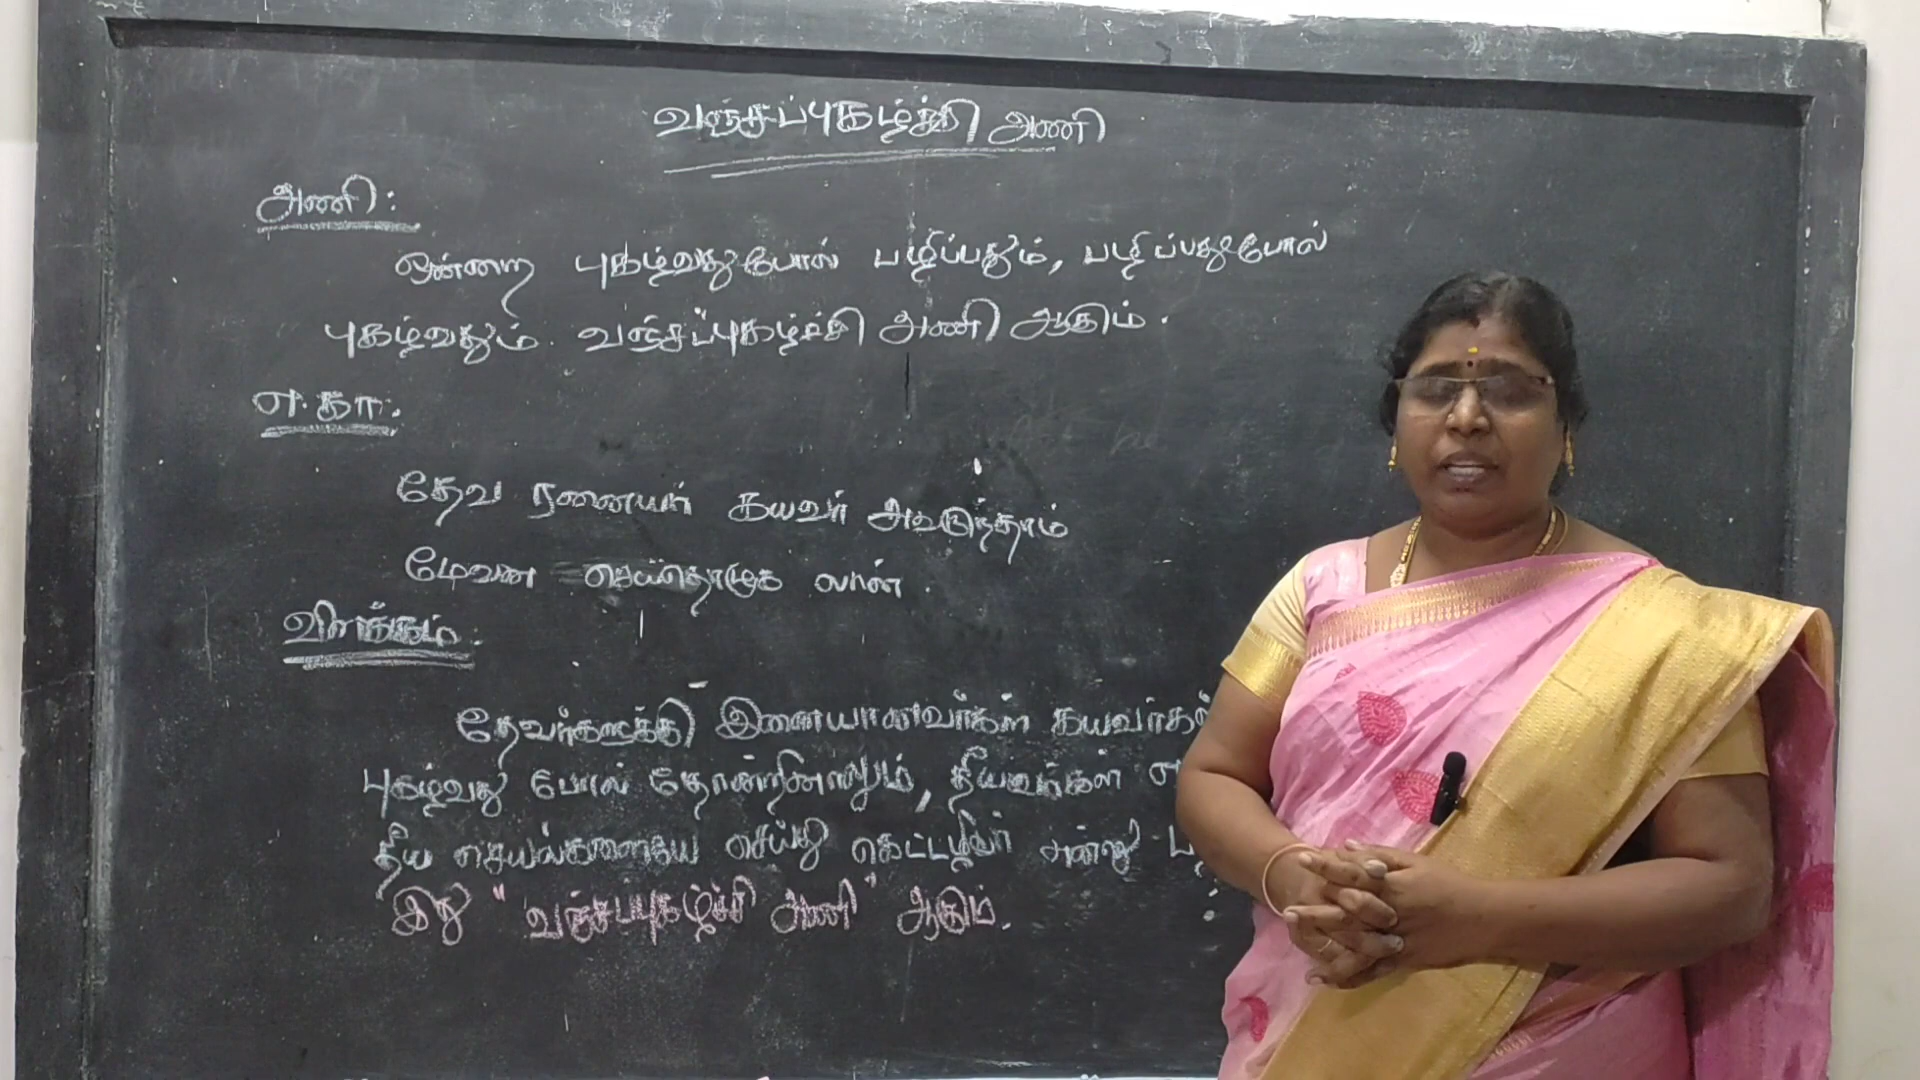 வஞ்சப்புகழ்ச்சி அணி
அணி:
ஒன்றை புகழ்வதுபோல் பழிப்பதும், பழிப்பதுபோல்
புகழ்வதும் வஞ்சப்புகழ்ச்சி அணி ஆகும்.
எ.கா:
தேவ ரனையர் கயவர் அவருந்தாம்
மேவன செய்தொழுக லான்.
விளக்கம்:
தேவர்களுக்கு இணையானவர்கள் கயவர்கள்
புகழ்வது போல் தோன்றினாலும், தீயவர்கள்
தீய செயல்களையே செய்து கெட்டழிவர் என்று
இது "வஞ்சப்புகழ்ச்சி அணி" ஆகும்.